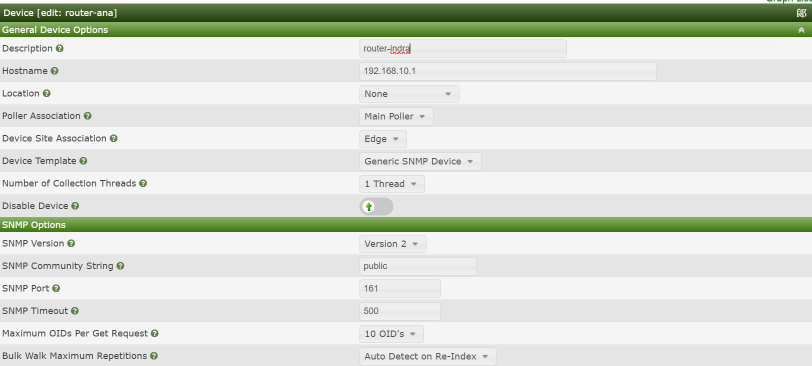 Device [edit: router-ana]
General Device Options
Description router-indra
Hostname 192.168.10.1
Location None
Poller Association Main Poller
Device Site Association Edge
Device Template Generic SNMP Device
Number of Collection Threads 1 Thread
Disable Device
SNMP Options
SNMP Version Version 2
SNMP Community String public
SNMP Port 161
SNMP Timeout 500
Maximum OIDs Per Get Request 10 OID's
Bulk Walk Maximum Repetitions Auto Detect on Re-Index